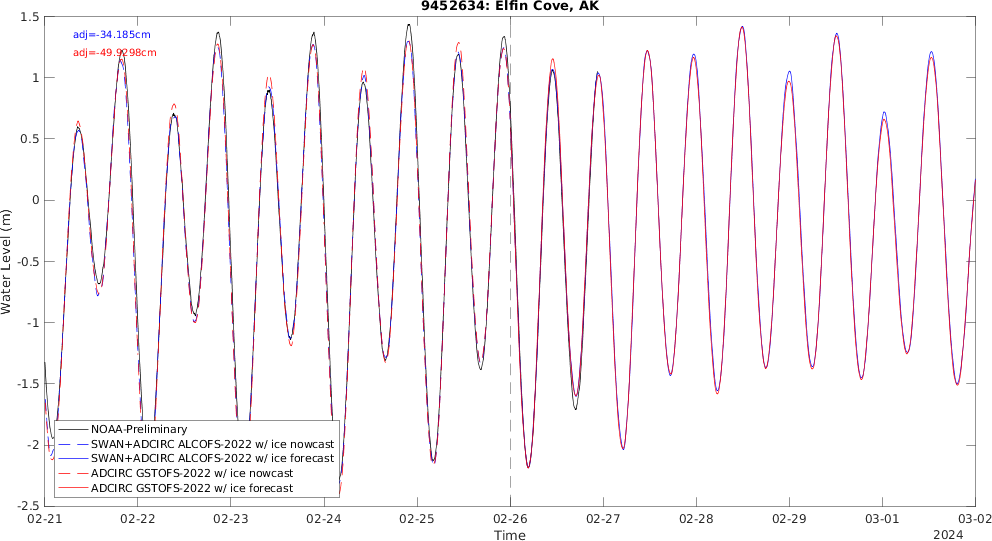 9452634: Elfin Cove, AK
1.5
adj=-34.185cm
adj=-49.9298cm
1
0.5
0
-0.5
-1
-1.5
-2
-2.5
Water Level (m)
NOAA-Preliminary
SWAN+ADCIRC ALCOFS-2022 w/ ice nowcast
SWAN+ADCIRC ALCOFS-2022 w/ ice forecast
ADCIRC GSTOFS-2022 w/ ice nowcast
ADCIRC GSTOFS-2022 w/ ice forecast
02-21 02-22 02-23 02-24 02-25 02-26 02-27 02-28 02-29 03-01 03-02
Time
2024